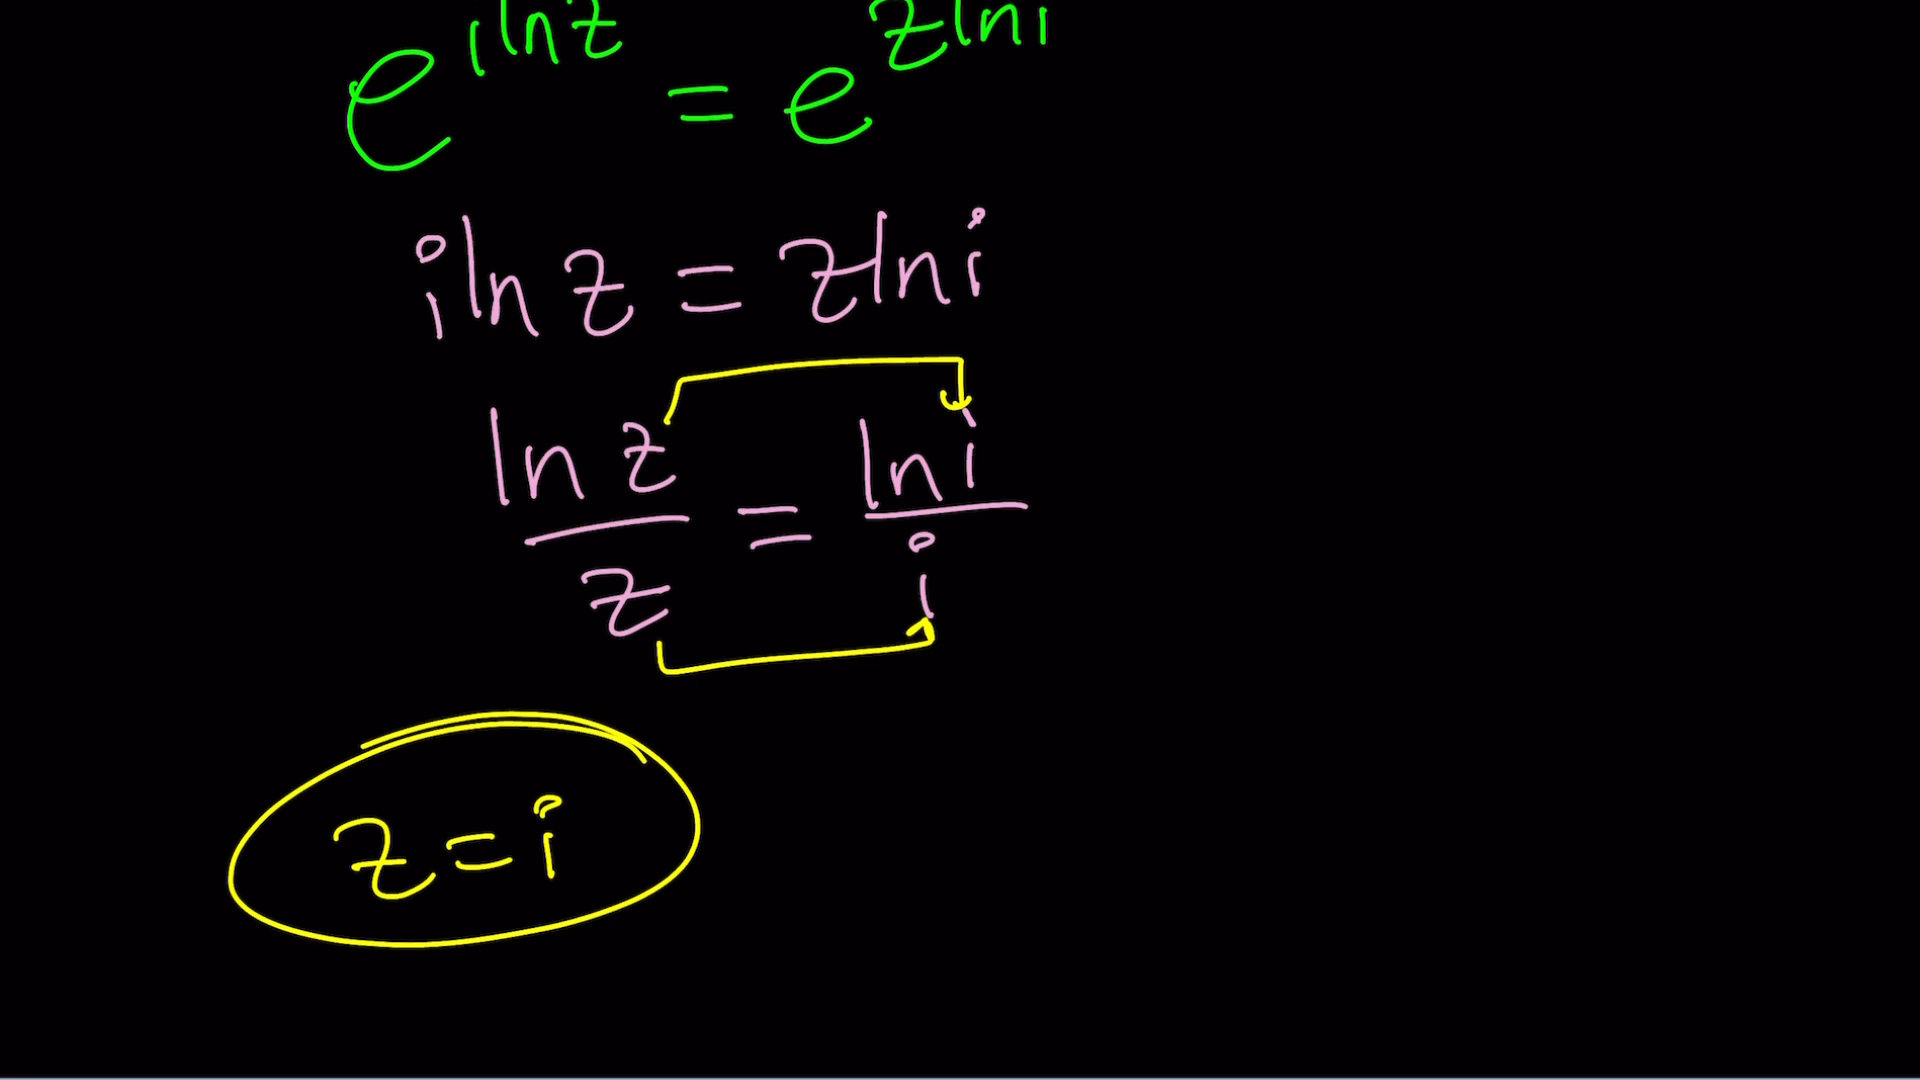 e^{i ln z} = e^{z ln i}
i ln z = z ln i
ln z / z = ln i / i
z = i